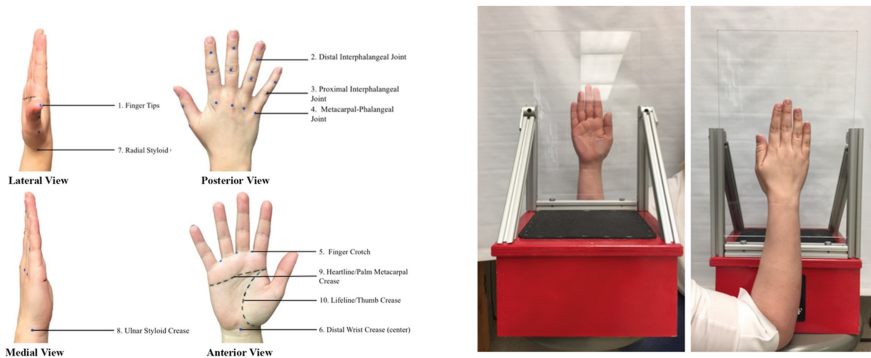 2. Distal Interphalangeal Joint
3. Proximal Interphalangeal
Joint
4. Metacarpal-Phalangeal
Joint
1. Finger Tips
7. Radial Styloid
Lateral View
Posterior View
5. Finger Crotch
9. Heartline/Palm Metacarpal
Crease
10. Lifeline/Thumb Crease
8. Ulnar Styloid Crease
6. Distal Wrist Crease (center)
Medial View
Anterior View